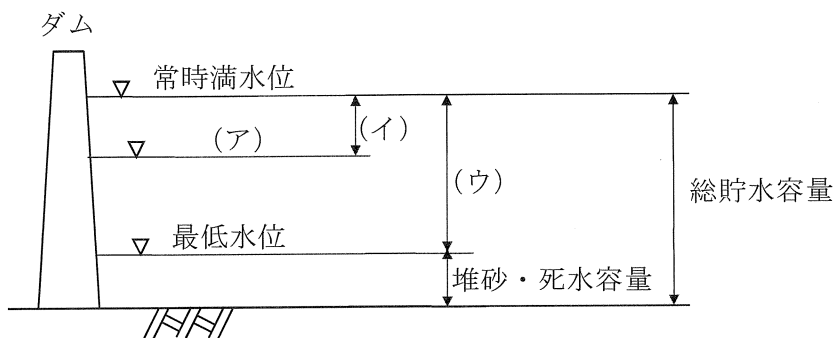 ダム
常時満水位
(ア)
(イ)
(ウ)
総貯水容量
最低水位
堆砂・死水容量